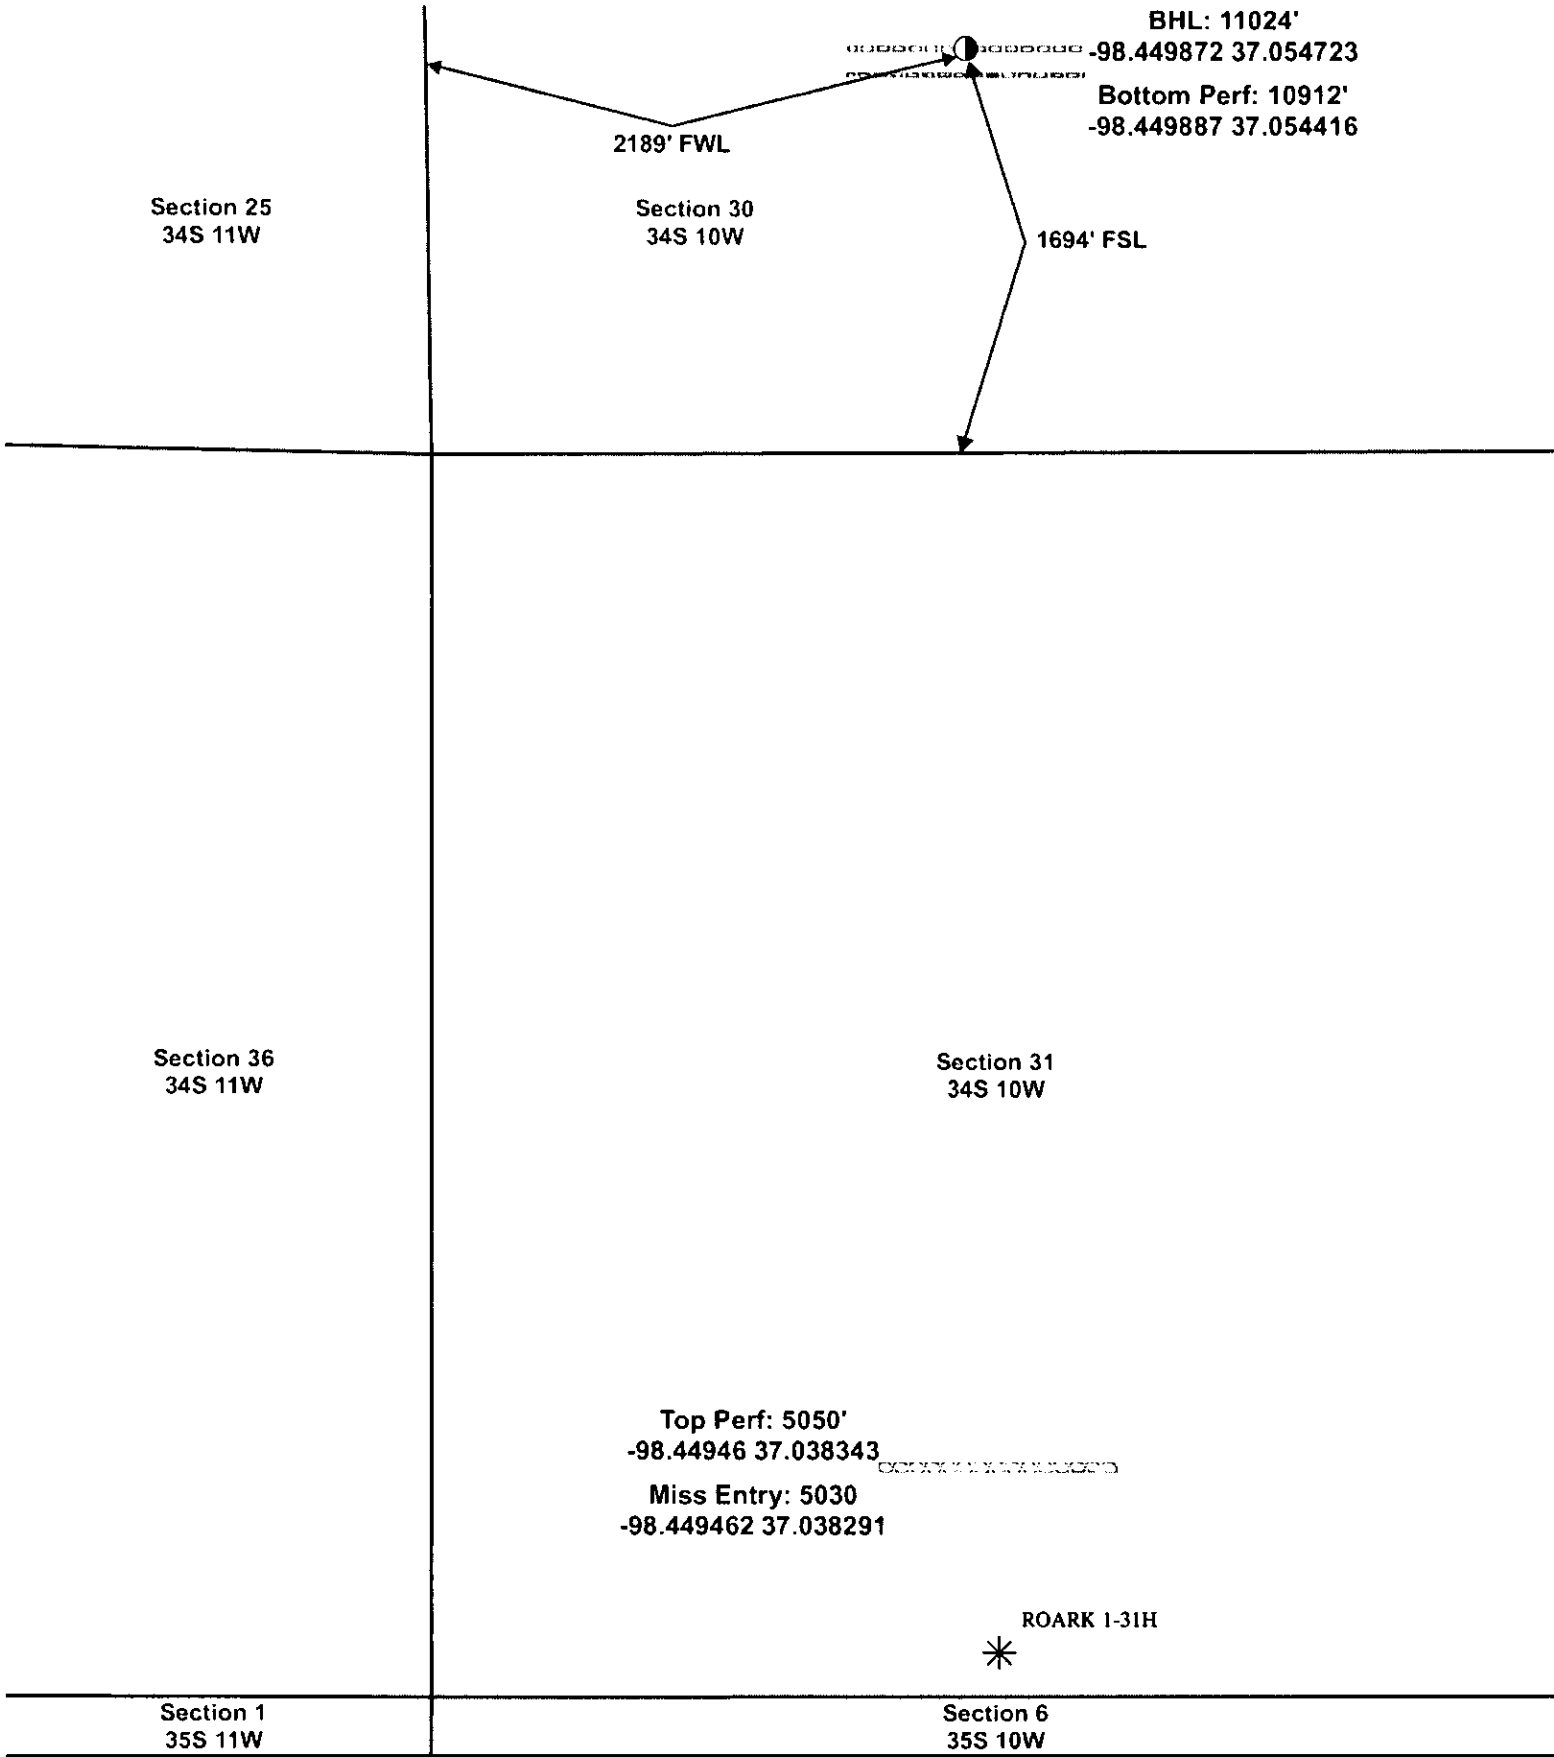 BHL: 11024'
-98.449872 37.054723
Bottom Perf: 10912'
-98.449887 37.054416
2189' FWL
Section 25
34S 11W
Section 30
34S 10W
1694' FSL
Section 36
34S 11W
Section 31
34S 10W
Top Perf: 5050'
-98.44946 37.038343
Miss Entry: 5030
-98.449462 37.038291
ROARK 1-31H
Section 1
35S 11W
Section 6
35S 10W